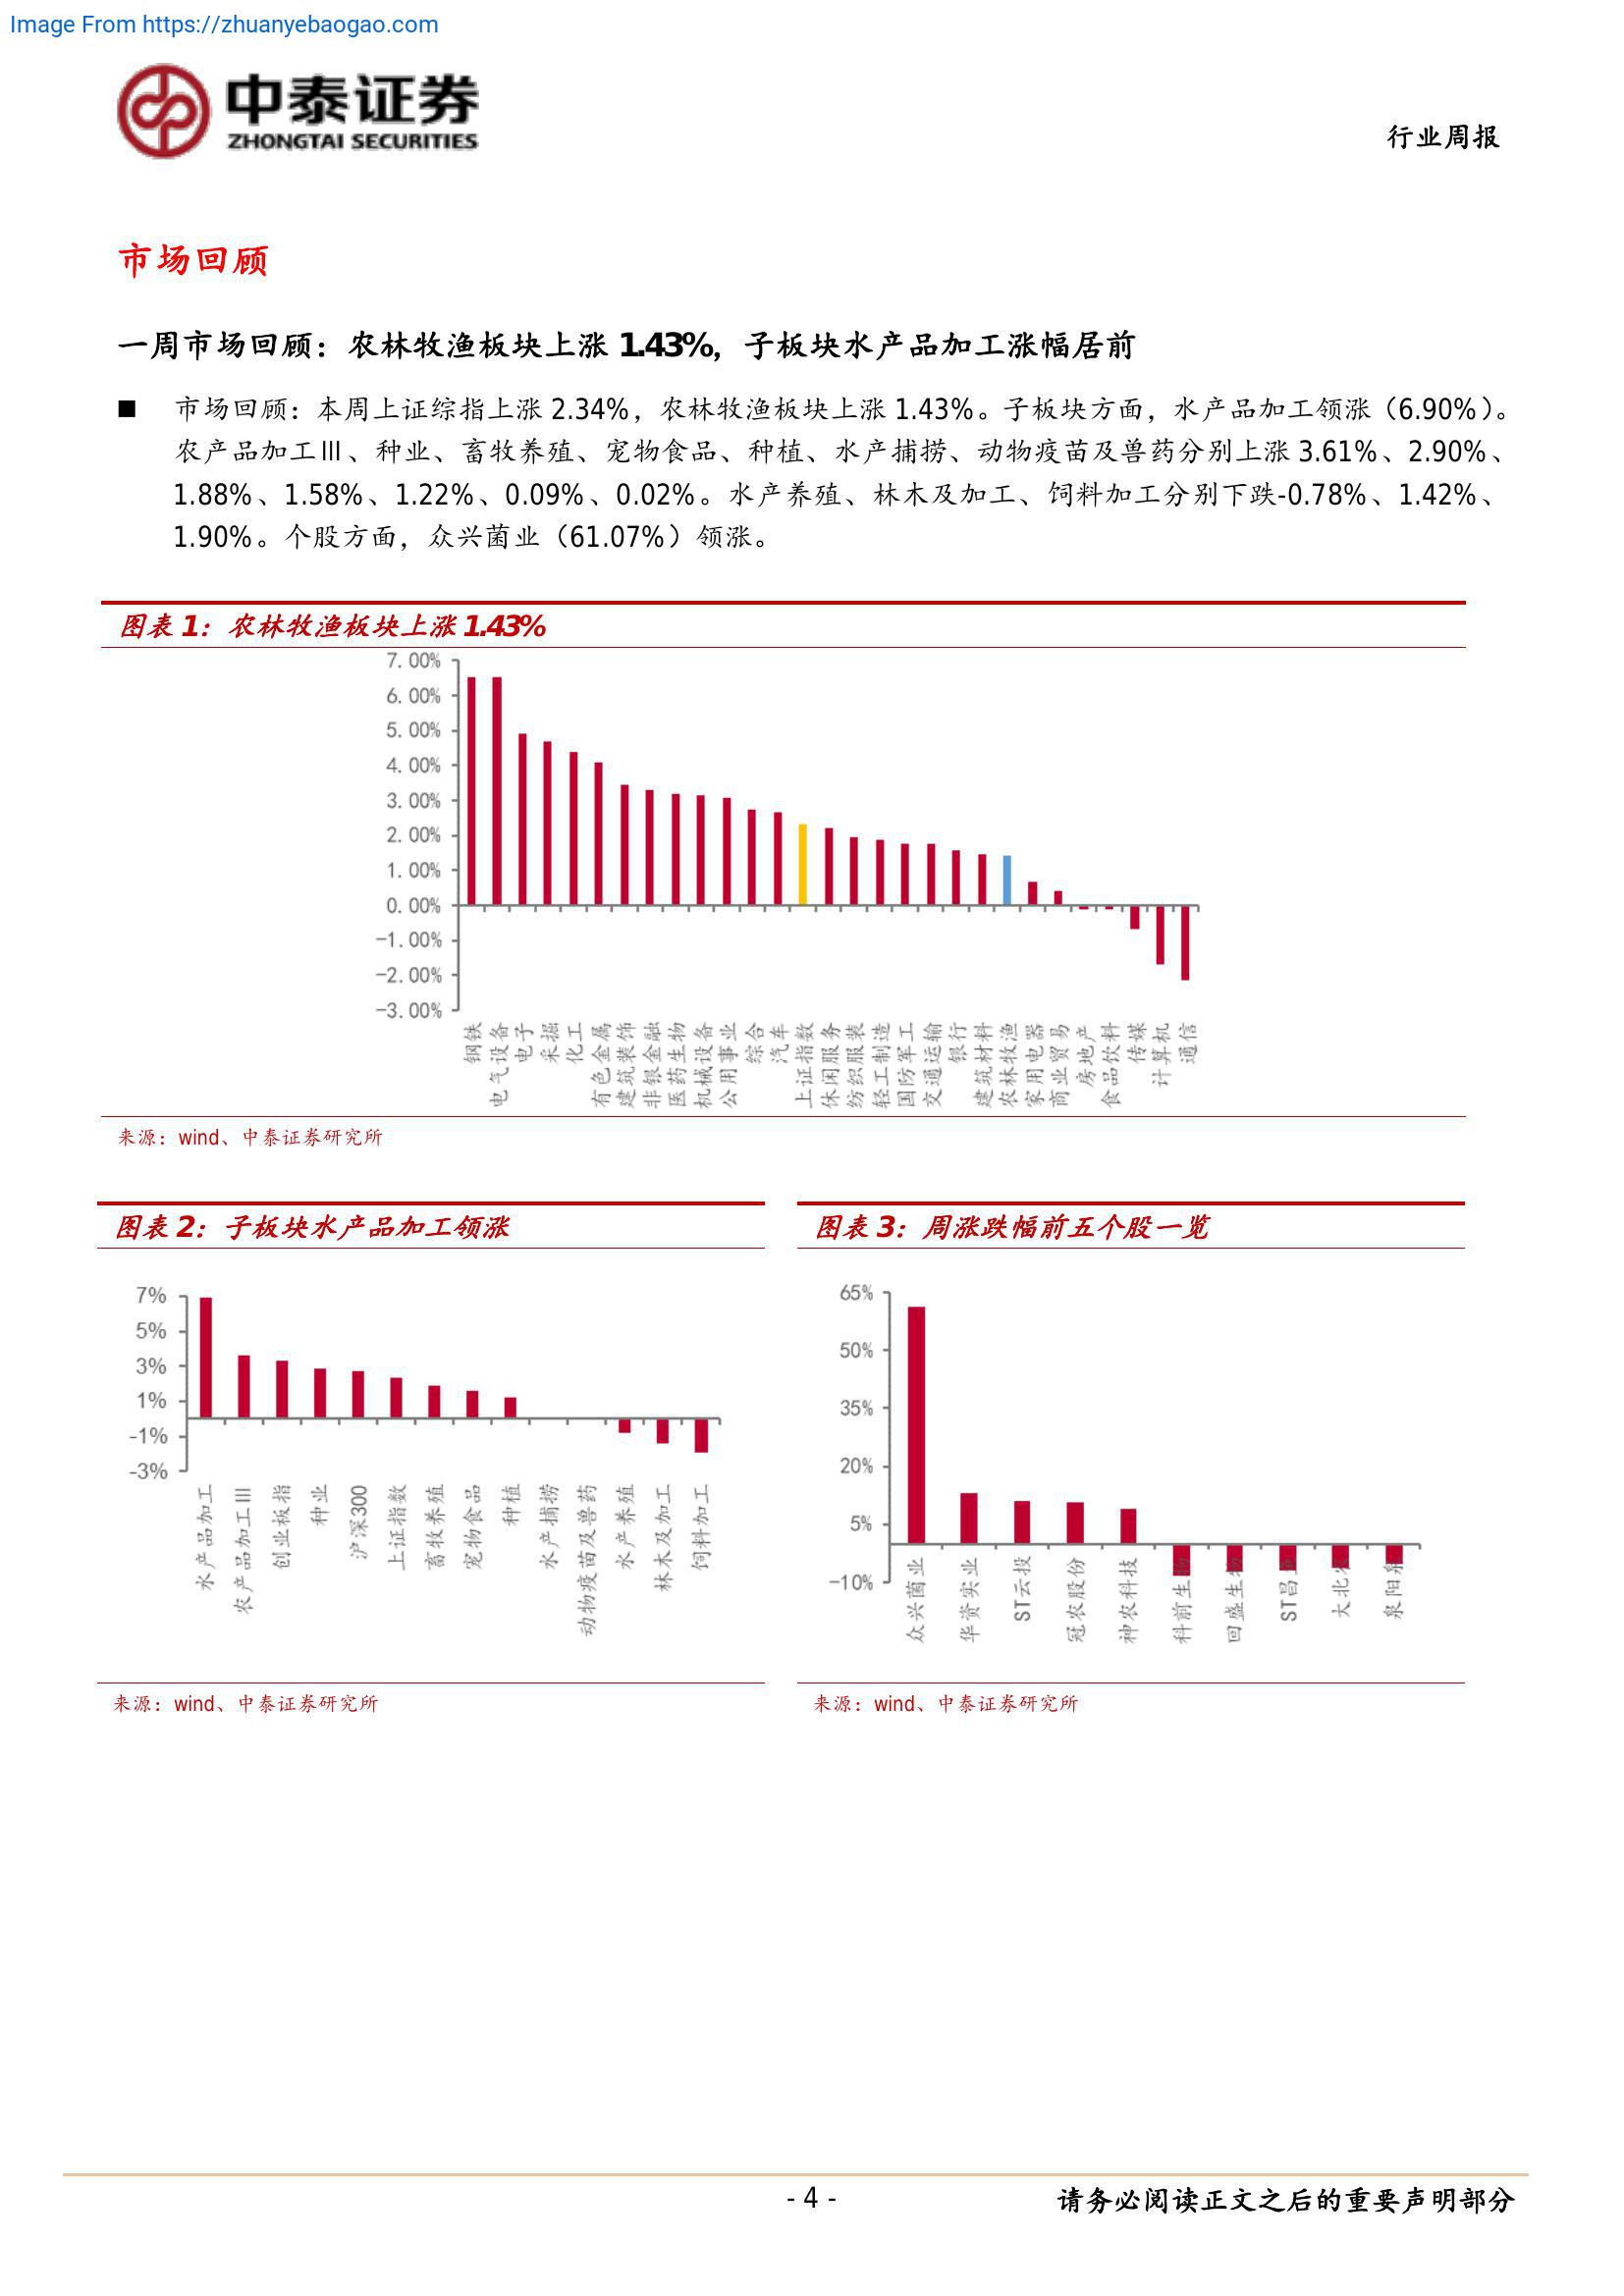 Image From https://zhuanyebaogao.com
中泰证券
ZHONGTAI SECURITIES
行业周报
市场回顾
一周市场回顾：农林牧渔板块上涨 1.43%，子板块水产品加工涨幅居前
■ 市场回顾：本周上证综指上涨 2.34%，农林牧渔板块上涨 1.43%。子板块方面，水产品加工领涨（6.90%）。
农产品加工Ⅲ、种业、畜牧养殖、宠物食品、种植、水产捕捞、动物疫苗及兽药分别上涨 3.61%、2.90%、
1.88%、1.58%、1.22%、0.09%、0.02%。水产养殖、林木及加工、饲料加工分别下跌-0.78%、1.42%、
1.90%。个股方面，众兴菌业（61.07%）领涨。
图表 1：农林牧渔板块上涨 1.43%
7.00%
6.00%
5.00%
4.00%
3.00%
2.00%
1.00%
0.00%
-1.00%
-2.00%
-3.00%
钢铁
电气设备
电子
采掘
化工
有色金属
建筑装饰
非银金融
医药生物
机械设备
公用事业
综合
汽车
上证指数
休闲服务
纺织服装
轻工制造
国防军工
交通运输
银行
建筑材料
农林牧渔
家用电器
商业贸易
房地产
食品饮料
传媒
计算机
通信
来源：wind、中泰证券研究所
图表 2：子板块水产品加工领涨
7%
5%
3%
1%
-1%
-3%
水产品加工
农产品加工Ⅲ
创业板指
种业
沪深300
上证指数
畜牧养殖
宠物食品
种植
水产捕捞
动物疫苗及兽药
水产养殖
林木及加工
饲料加工
来源：wind、中泰证券研究所
图表 3：周涨跌幅前五个股一览
65%
50%
35%
20%
5%
-10%
众兴菌业
华资实业
ST云投
冠农股份
神农科技
科前生物
回盛生物
ST昌
大北农
泉阳泉
来源：wind、中泰证券研究所
- 4 -
请务必阅读正文之后的重要声明部分